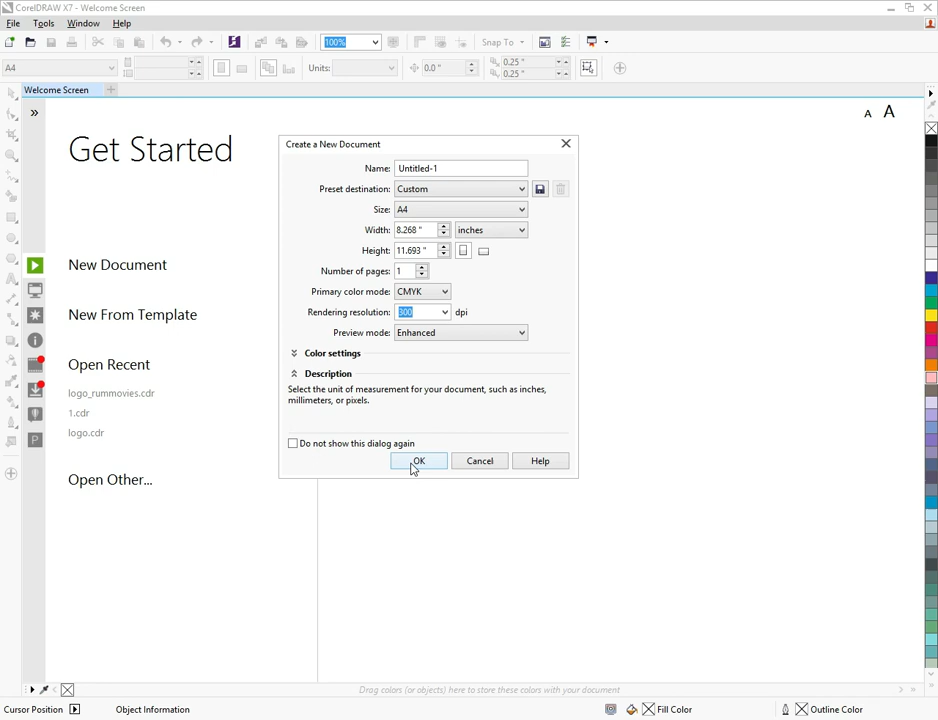 CorelDRAW X7 - Welcome Screen
File Tools Window Help
100% Snap To
A4 Units: 0.0 ° 0.25 "
0.25 "
Welcome Screen
A A
Get Started
New Document
New From Template
Open Recent
logo_rummovies.cdr
1.cdr
logo.cdr
Open Other...
Create a New Document
Name: Untitled-1
Preset destination: Custom
Size: A4
Width: 8.268 " inches
Height: 11.693 "
Number of pages: 1
Primary color mode: CMYK
Rendering resolution: 300 dpi
Preview mode: Enhanced
Color settings
Description
Select the unit of measurement for your document, such as inches,
millimeters, or pixels.
Do not show this dialog again
OK Cancel Help
P
Drag colors (or objects) here to store these colors with your document
Cursor Position Object Information Fill Color Outline Color